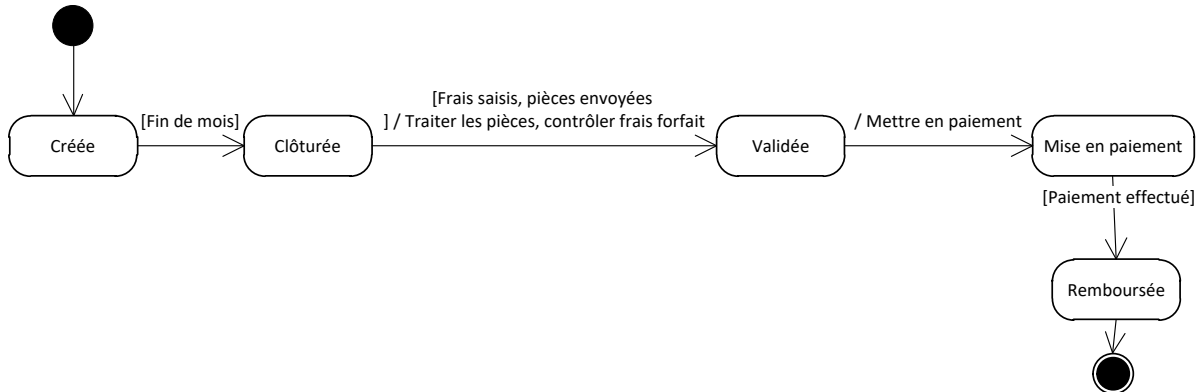 [Frais saisis, pièces envoyées
[Fin de mois]
] / Traiter les pièces, contrôler frais forfait
/ Mettre en paiement
Créée
Clôturée
Validée
Mise en paiement
[Paiement effectué]
Remboursée